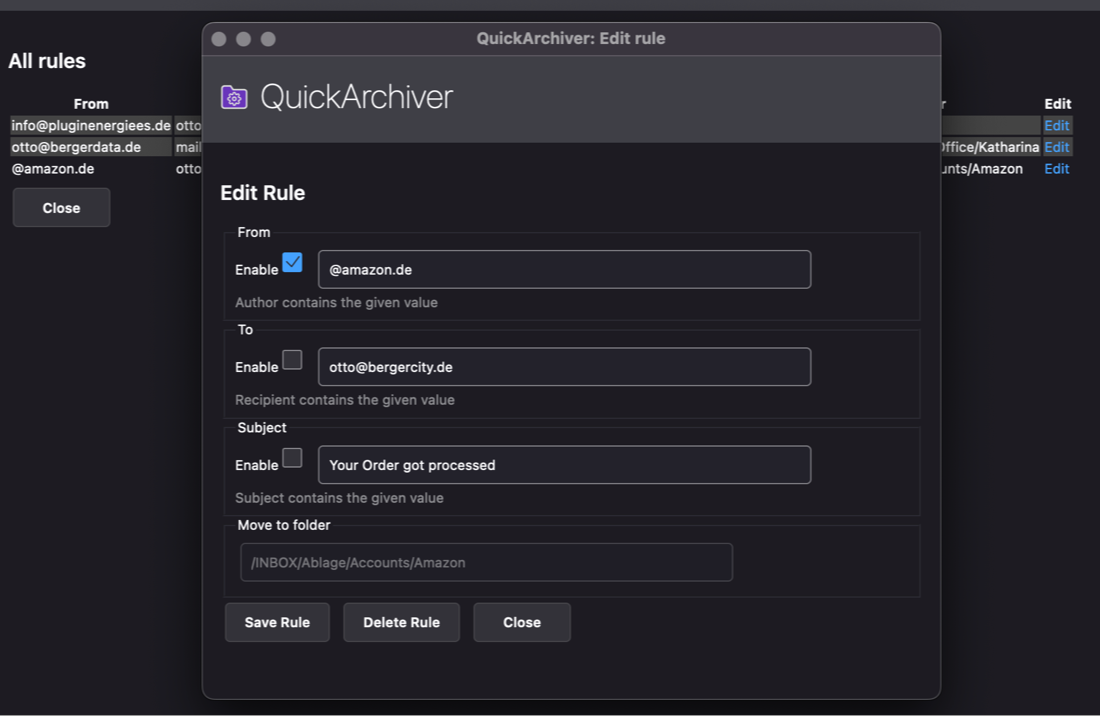 QuickArchiver: Edit rule
All rules
From Edit
info@pluginenergiees.de otto Edit
otto@bergerdata.de mail Office/Katharina Edit
@amazon.de otto unts/Amazon Edit
Close
QuickArchiver
Edit Rule
From
Enable @amazon.de
Author contains the given value
To
Enable otto@bergercity.de
Recipient contains the given value
Subject
Enable Your Order got processed
Subject contains the given value
Move to folder
/INBOX/Ablage/Accounts/Amazon
Save Rule Delete Rule Close